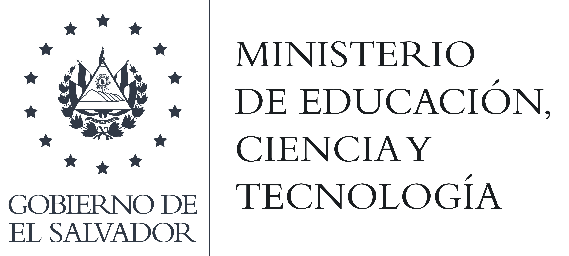 GOBIERNO DE
EL SALVADOR
MINISTERIO
DE EDUCACIÓN,
CIENCIA Y
TECNOLOGÍA